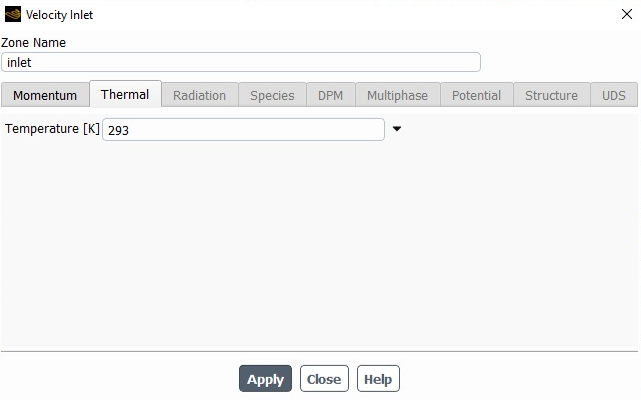 Velocity Inlet
Zone Name
inlet
Momentum Thermal Radiation Species DPM Multiphase Potential Structure UDS
Temperature [K] 293
Apply Close Help